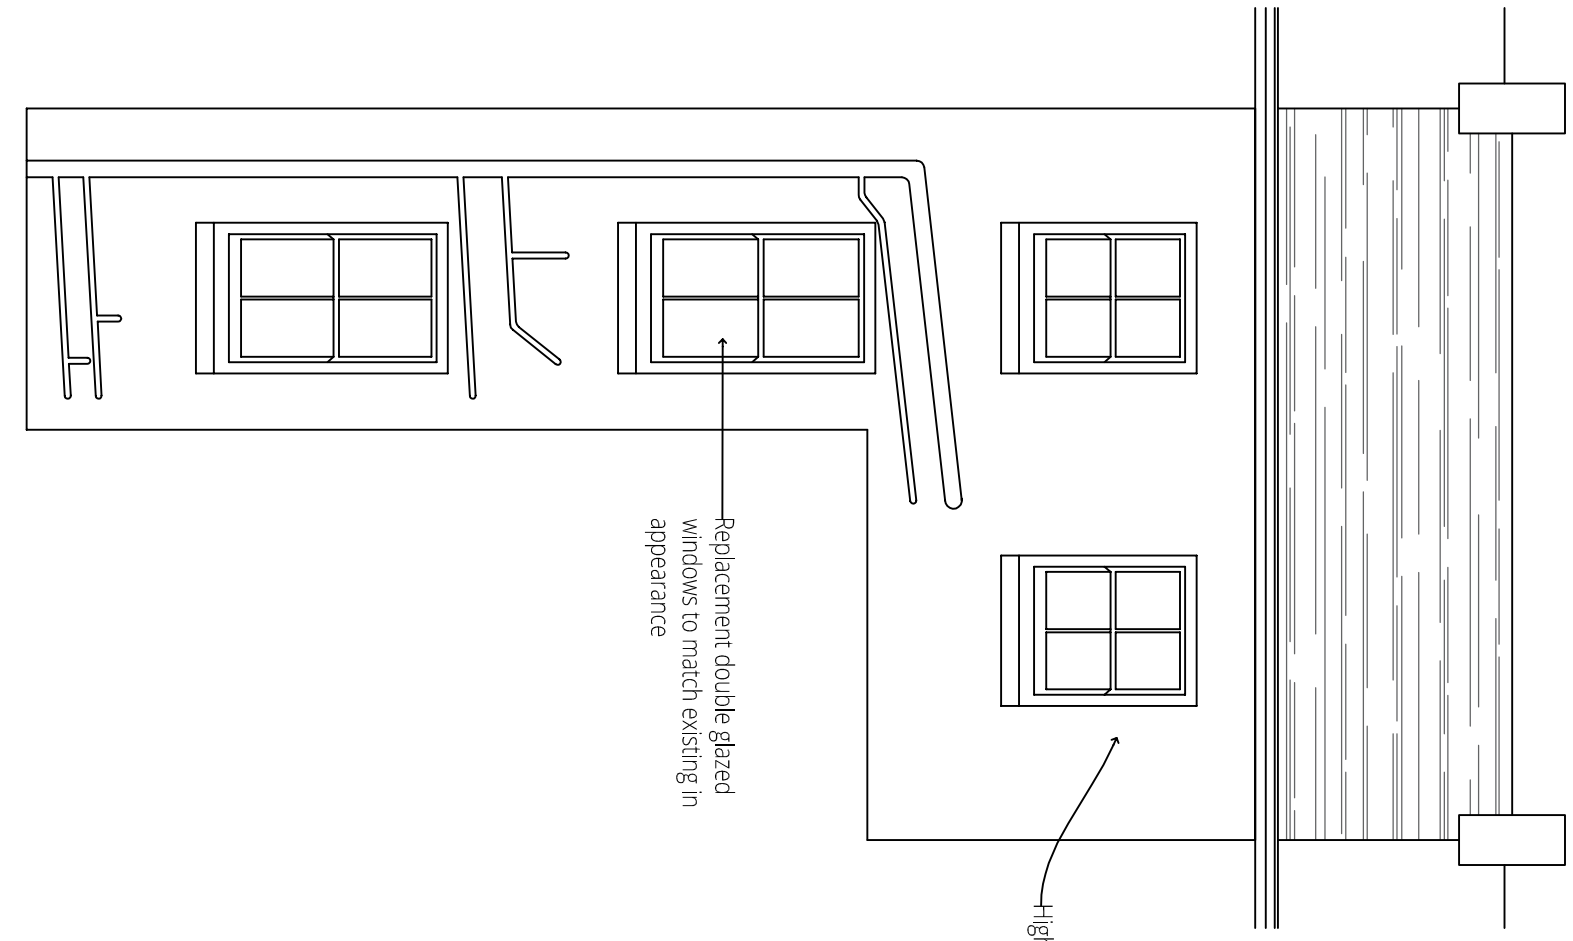 Replacement double glazed
windows to match existing in
appearance